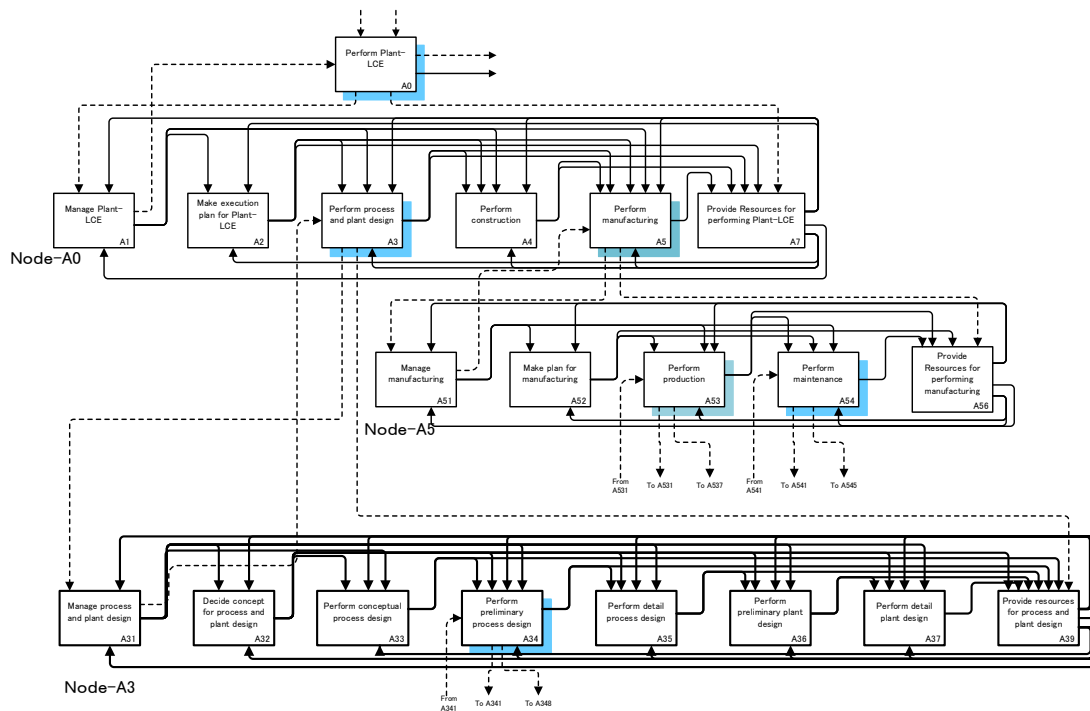 Perform Plant-
LCE
A0
Manage Plant-
LCE
A1
Make execution
plan for Plant-
LCE
A2
Perform process
and plant design
A3
Perform
construction
A4
Perform
manufacturing
A5
Provide Resources for
performing Plant-LCE
A7
Node-A0
Manage
manufacturing
A51
Make plan for
manufacturing
A52
Perform
production
A53
Perform
maintenance
A54
Provide
Resources for
performing
manufacturing
A56
Node-A5
From
A531
To A531
To A537
From
A541
To A541
To A545
Manage process
and plant design
A31
Decide concept
for process and
plant design
A32
Perform conceptual
process design
A33
Perform
preliminary
process design
A34
Perform detail
process design
A35
Perform
preliminary plant
design
A36
Perform detail
plant design
A37
Provide resources
for process and
plant design
A39
Node-A3
From
A341
To A341
To A348